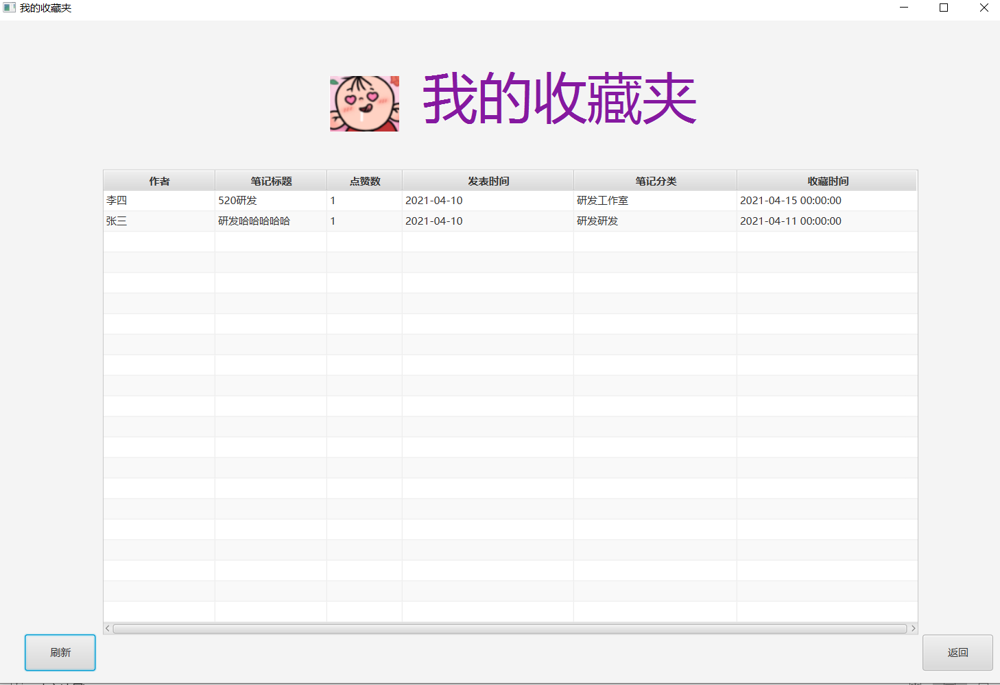 我的收藏夹
我的收藏夹
作者 笔记标题 点赞数 发表时间 笔记分类 收藏时间
李四 520研发 1 2021-04-10 研发工作室 2021-04-15 00:00:00
张三 研发哈哈哈哈哈 1 2021-04-10 研发研发 2021-04-11 00:00:00
刷新 返回